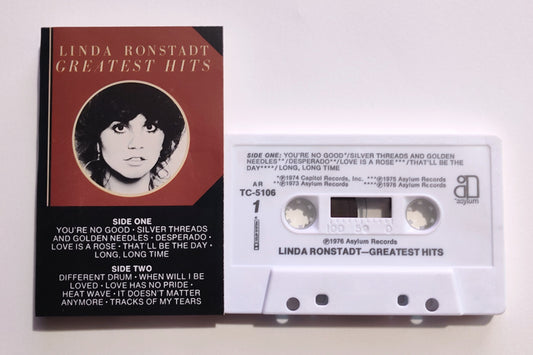 LINDA RONSTADT
GREATEST HITS
SIDE ONE
YOU'RE NO GOOD • SILVER THREADS
AND GOLDEN NEEDLES • DESPERADO •
LOVE IS A ROSE • THAT'LL BE THE DAY •
LONG, LONG TIME
SIDE TWO
DIFFERENT DRUM • WHEN WILL I BE
LOVED • LOVE HAS NO PRIDE •
HEAT WAVE • IT DOESN'T MATTER
ANYMORE • TRACKS OF MY TEARS
SIDE ONE: YOU'RE NO GOOD*/SILVER THREADS AND GOLDEN
NEEDLES**/DESPERADO**/LOVE IS A ROSE***/THAT'LL BE THE
DAY****/LONG, LONG TIME
*℗1974 Capitol Records, Inc. ***℗1975 Asylum Records
**℗1973 Asylum Records ****℗1976 Asylum Records
AR
TC-5106
1
asylum
100 50 0
℗1976 Asylum Records
LINDA RONSTADT—GREATEST HITS